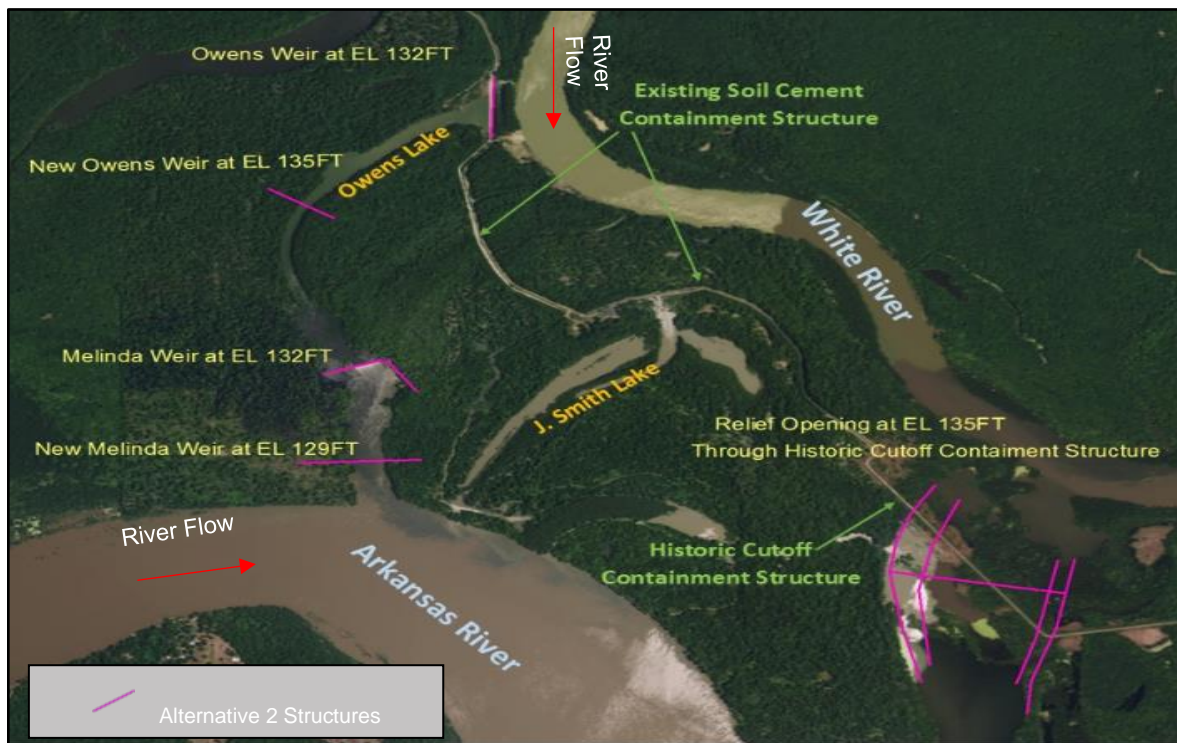 Owens Weir at EL 132FT
River
Flow
Existing Soil Cement
Containment Structure
New Owens Weir at EL 135FT
Owens Lake
White River
Melinda Weir at EL 132FT
J. Smith Lake
Relief Opening at EL 135FT
Through Historic Cutoff Contaiment Structure
New Melinda Weir at EL 129FT
River Flow
Arkansas River
Historic Cutoff
Containment Structure
Alternative 2 Structures